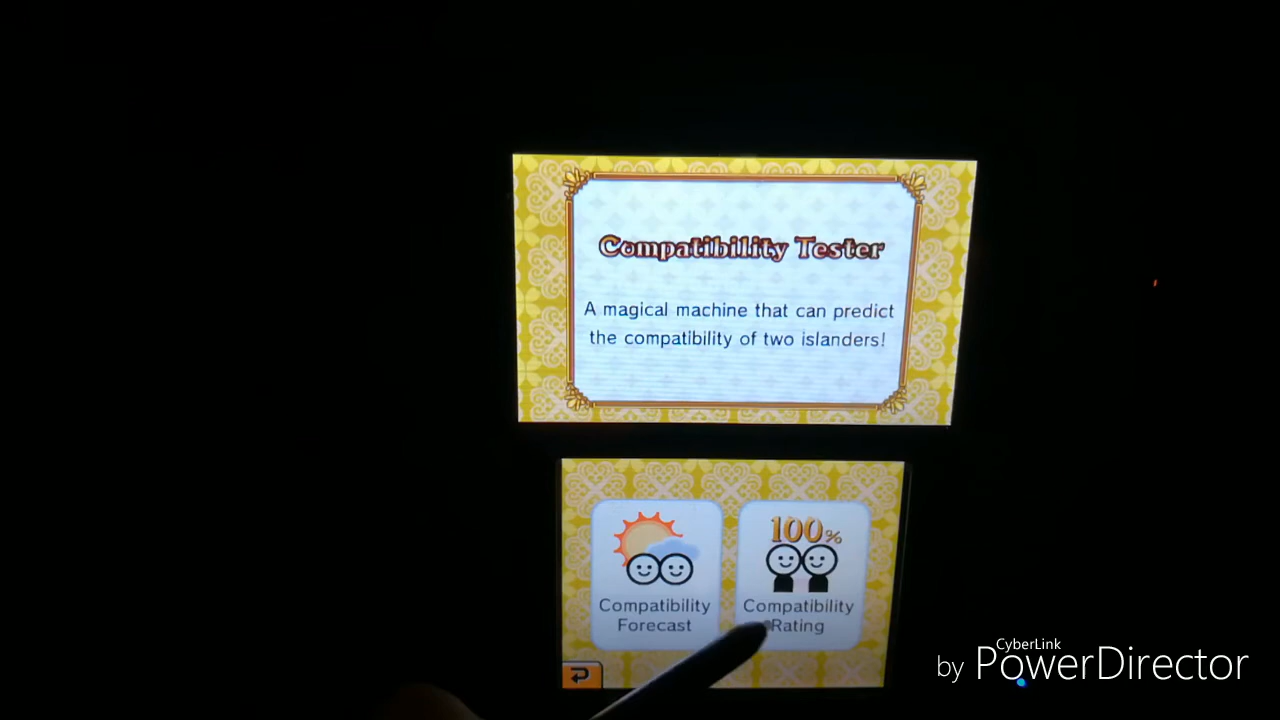 Compatibility Tester
A magical machine that can predict
the compatibility of two islanders!
100%
Compatibility
Forecast
Compatibility
Rating
CyberLink
by PowerDirector